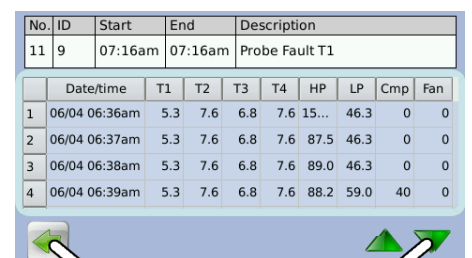 No. ID Start End Description
11 9 07:16am 07:16am Probe Fault T1
Date/time T1 T2 T3 T4 HP LP Cmp Fan
1 06/04 06:36am 5.3 7.6 6.8 7.6 15... 46.3 0 0
2 06/04 06:37am 5.3 7.6 6.8 7.6 87.5 46.3 0 0
3 06/04 06:38am 5.3 7.6 6.8 7.6 89.0 46.3 0 0
4 06/04 06:39am 5.3 7.6 6.8 7.6 88.2 59.0 40 0